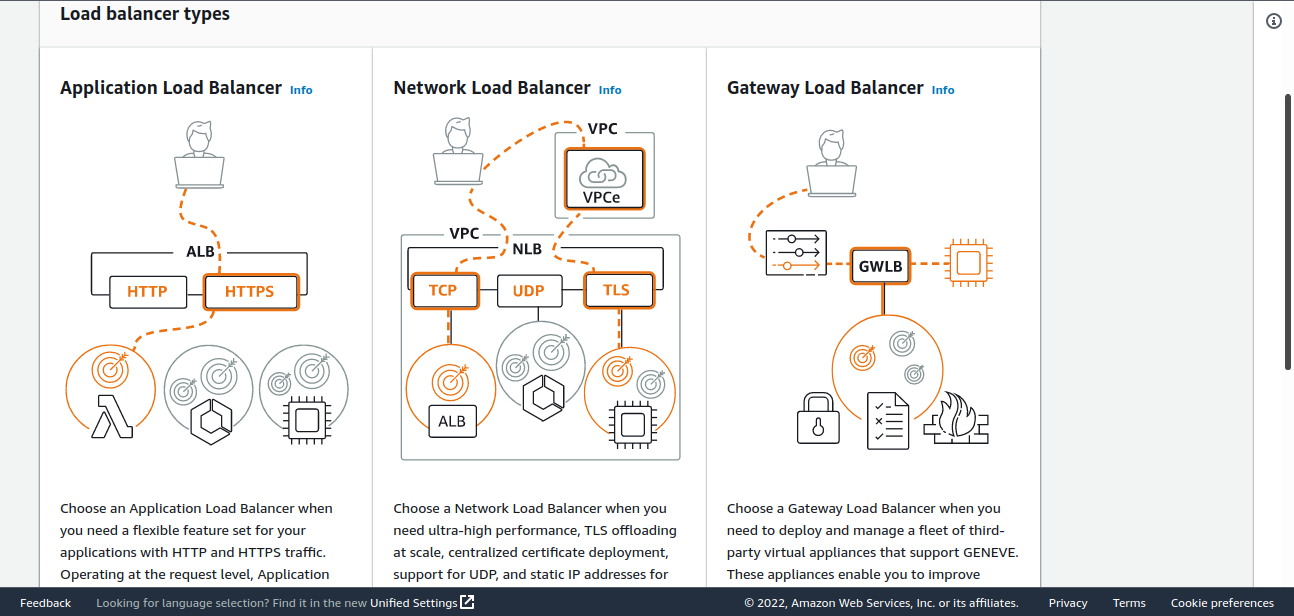 Load balancer types
Application Load Balancer Info
ALB
HTTP
HTTPS
Choose an Application Load Balancer when
you need a flexible feature set for your
applications with HTTP and HTTPS traffic.
Operating at the request level, Application
Network Load Balancer Info
VPC
VPCe
VPC
NLB
TCP
UDP
TLS
ALB
Choose a Network Load Balancer when you
need ultra-high performance, TLS offloading
at scale, centralized certificate deployment,
support for UDP, and static IP addresses for
Gateway Load Balancer Info
GWLB
Choose a Gateway Load Balancer when you
need to deploy and manage a fleet of third-
party virtual appliances that support GENEVE.
These appliances enable you to improve
Feedback
Looking for language selection? Find it in the new Unified Settings
© 2022, Amazon Web Services, Inc. or its affiliates.
Privacy
Terms
Cookie preferences